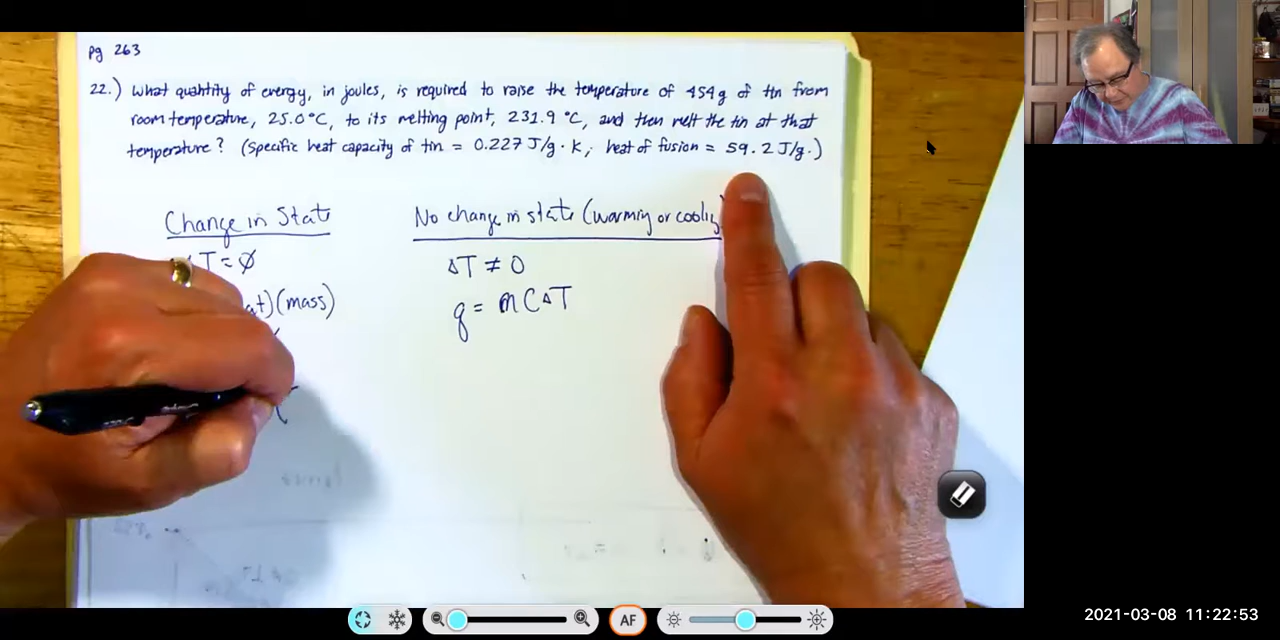 pg 263
22.) What quantity of energy, in joules, is required to raise the temperature of 454g of tin from
room temperature, 25.0°C, to its melting point, 231.9 °C, and then melt the tin at that
temperature? (Specific heat capacity of tin = 0.227 J/g·K; heat of fusion = 59.2 J/g.)
Change in State
No change in state (warming or cooling
T = ∅
ΔT ≠ 0
at)(mass)
q = mCΔT
AF
2021-03-08 11:22:53